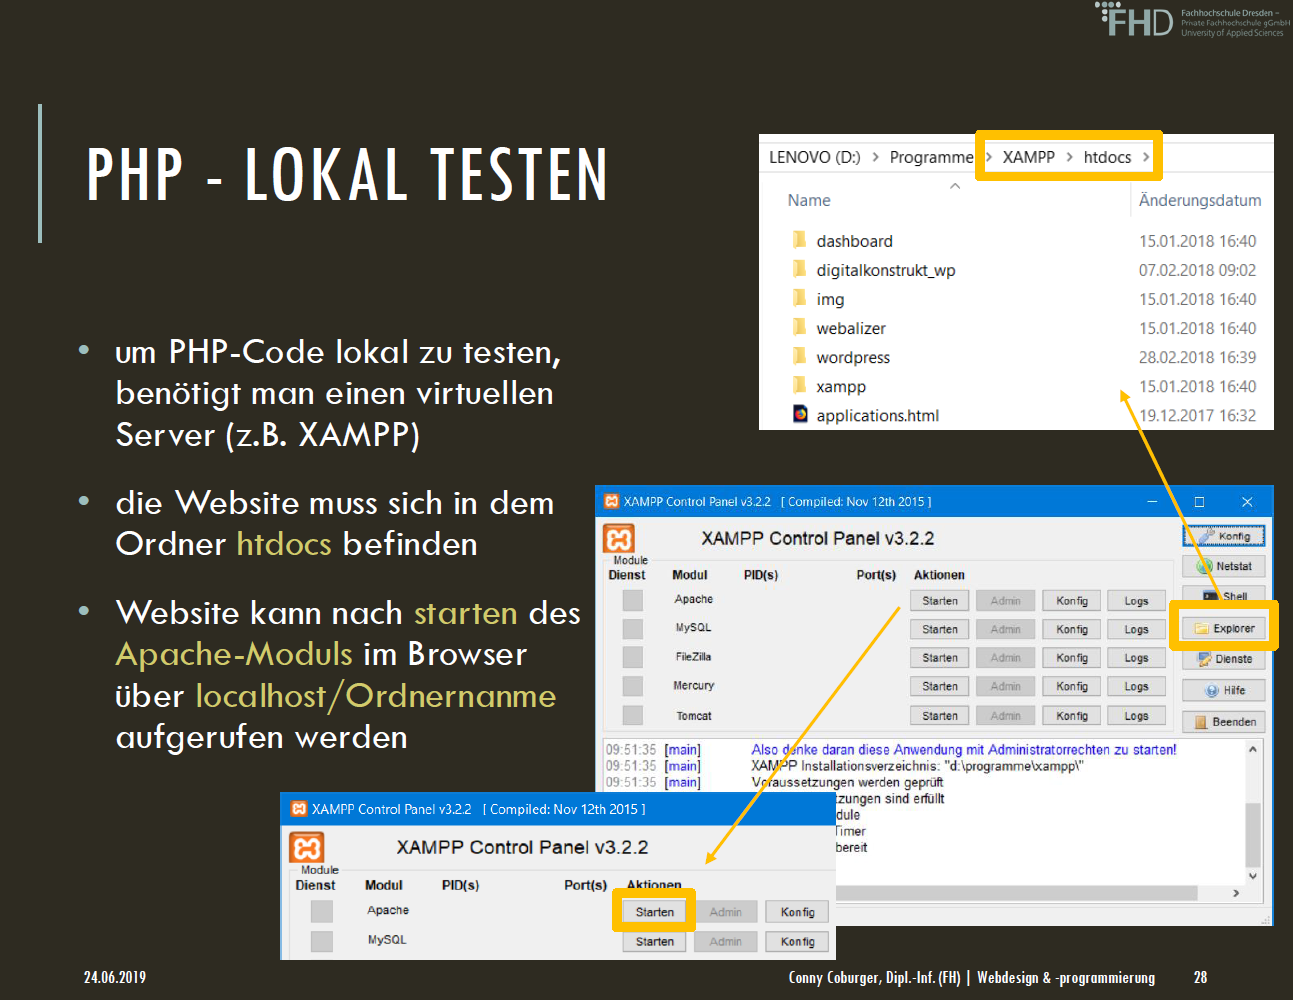 FHD
Fachhochschule Dresden –
Private Fachhochschule gGmbH
University of Applied Sciences
PHP - LOKAL TESTEN
• um PHP-Code lokal zu testen,
benötigt man einen virtuellen
Server (z.B. XAMPP)
• die Website muss sich in dem
Ordner htdocs befinden
• Website kann nach starten des
Apache-Moduls im Browser
über localhost/Ordnernanme
aufgerufen werden
LENOVO (D:) > Programme > XAMPP > htdocs >
Name Änderungsdatum
dashboard 15.01.2018 16:40
digitalkonstrukt_wp 07.02.2018 09:02
img 15.01.2018 16:40
webalizer 15.01.2018 16:40
wordpress 28.02.2018 16:39
xampp 15.01.2018 16:40
applications.html 19.12.2017 16:32
XAMPP Control Panel v3.2.2 [ Compiled: Nov 12th 2015 ]
XAMPP Control Panel v3.2.2 Konfig
Module
Netstat
Dienst Modul PID(s) Port(s) Aktionen
Shell
Apache Starten Admin Konfig Logs
MySQL Starten Admin Konfig Logs Explorer
FileZilla Starten Admin Konfig Logs Dienste
Mercury Starten Admin Konfig Logs Hilfe
Tomcat Starten Admin Konfig Logs Beenden
09:51:35 [main] Also denke daran diese Anwendung mit Administratorrechten zu starten!
09:51:35 [main] XAMPP Installationsverzeichnis: "d:\programme\xampp\"
09:51:35 [main] Voraussetzungen werden geprüft
zungen sind erfüllt
dule
Timer
bereit
XAMPP Control Panel v3.2.2 [ Compiled: Nov 12th 2015 ]
XAMPP Control Panel v3.2.2
Module
Dienst Modul PID(s) Port(s) Aktionen
Apache Starten Admin Konfig
MySQL Starten Admin Konfig
24.06.2019 Conny Coburger, Dipl.-Inf. (FH) | Webdesign & -programmierung 28